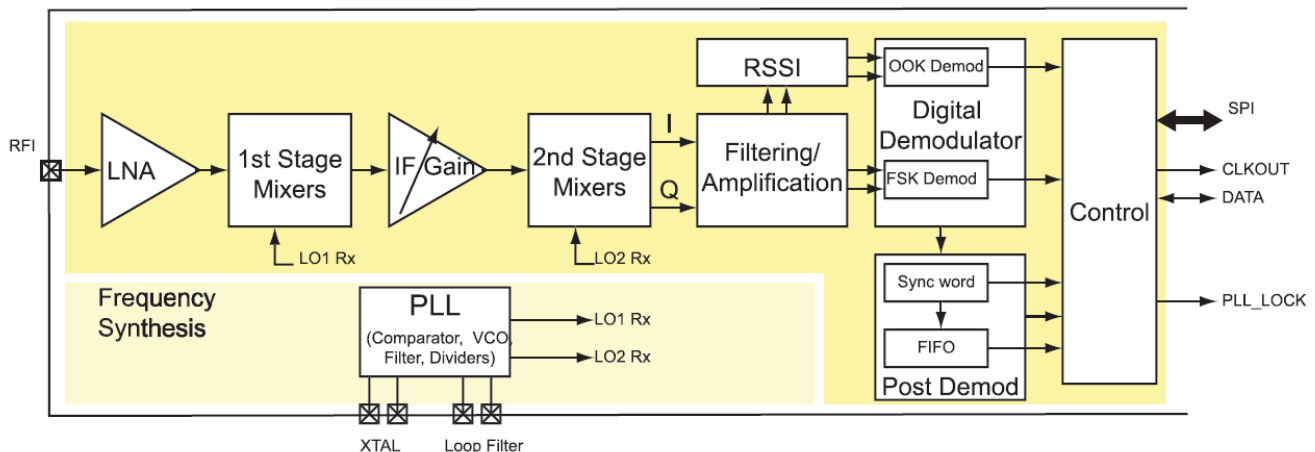 RFI
LNA
1st Stage
Mixers
LO1 Rx
IF Gain
2nd Stage
Mixers
LO2 Rx
I
Q
Filtering/
Amplification
RSSI
OOK Demod
Digital
Demodulator
FSK Demod
Sync word
FIFO
Post Demod
Control
SPI
CLKOUT
DATA
PLL_LOCK
Frequency
Synthesis
PLL
(Comparator, VCO,
Filter, Dividers)
LO1 Rx
LO2 Rx
XTAL
Loop Filter